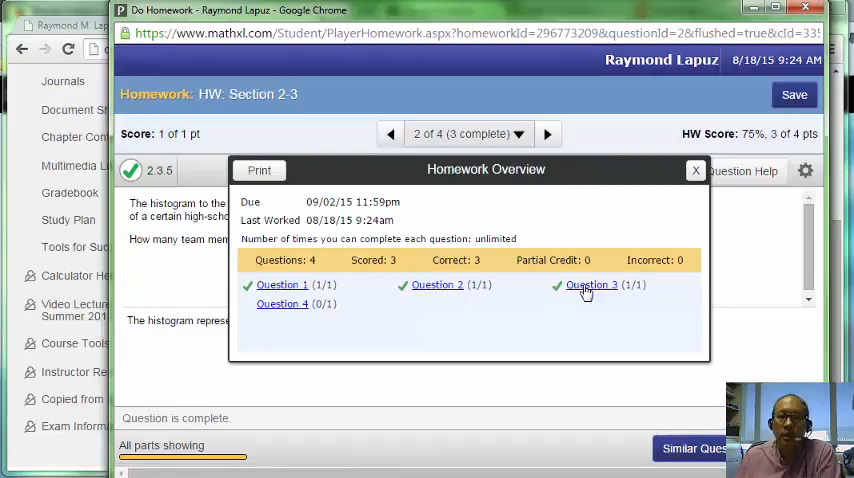 Do Homework - Raymond Lapuz - Google Chrome
Raymond M. Lap
https://www.mathxl.com/Student/PlayerHomework.aspx?homeworkId=296773209&questionId=2&flushed=true&cId=335
Raymond Lapuz
8/18/15 9:24 AM
Homework: HW: Section 2-3
Save
Score: 1 of 1 pt
2 of 4 (3 complete)
HW Score: 75%, 3 of 4 pts
2.3.5
Question Help
Journals
Document Sh
Chapter Cont
Multimedia Li
Gradebook
Study Plan
Tools for Suc
Calculator He
Video Lecture
Summer 201
Course Tools
Instructor Re
Copied from
Exam Informa
The histogram to the
of a certain high-scho
How many team mem
The histogram represe
Print
Homework Overview
X
Due 09/02/15 11:59pm
Last Worked 08/18/15 9:24am
Number of times you can complete each question: unlimited
Questions: 4 Scored: 3 Correct: 3 Partial Credit: 0 Incorrect: 0
Question 1 (1/1) Question 2 (1/1) Question 3 (1/1)
Question 4 (0/1)
Question is complete.
All parts showing
Similar Ques